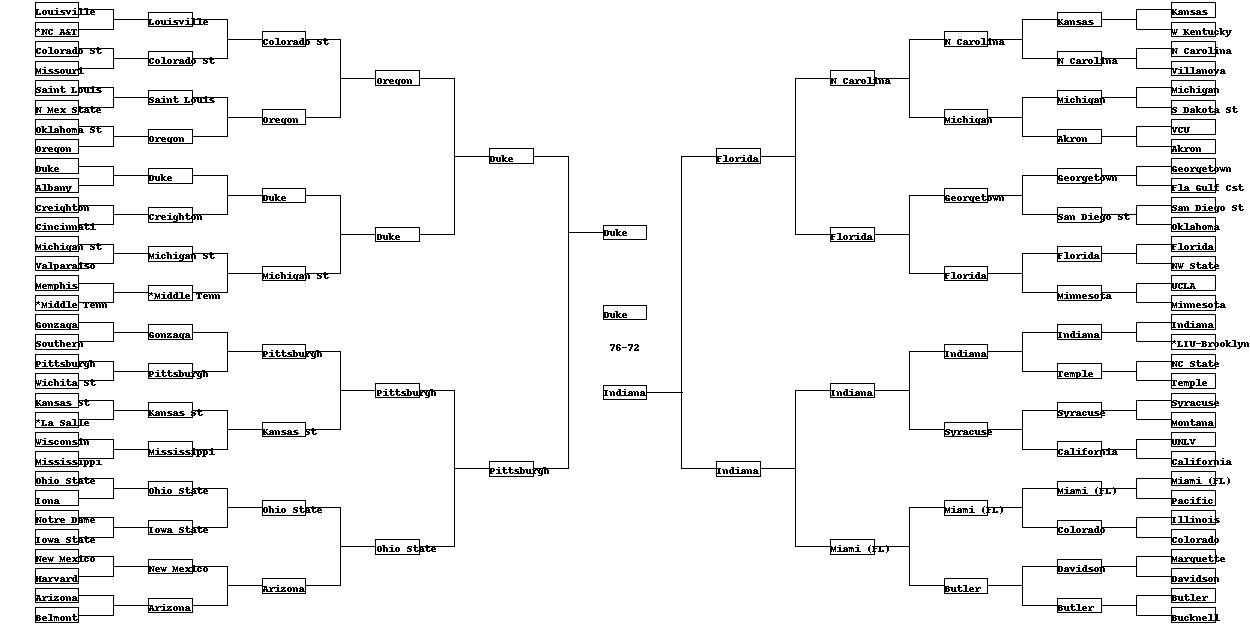 Louisville
*NC A&T
Colorado St
Missouri
Saint Louis
N Mex State
Oklahoma St
Oregon
Duke
Albany
Creighton
Cincinnati
Michigan St
Valparaiso
Memphis
*Middle Tenn
Gonzaga
Southern
Pittsburgh
Wichita St
Kansas St
*La Salle
Wisconsin
Mississippi
Ohio State
Iona
Notre Dame
Iowa State
New Mexico
Harvard
Arizona
Belmont
Louisville
Colorado St
Saint Louis
Oregon
Duke
Creighton
Michigan St
*Middle Tenn
Gonzaga
Pittsburgh
Kansas St
Mississippi
Ohio State
Iowa State
New Mexico
Arizona
Colorado St
Oregon
Duke
Michigan St
Pittsburgh
Kansas St
Ohio State
Arizona
Oregon
Duke
Pittsburgh
Ohio State
Duke
Pittsburgh
Duke
Duke
76-72
Indiana
Florida
Indiana
N Carolina
Florida
Indiana
Miami (FL)
N Carolina
Michigan
Georgetown
Florida
Indiana
Syracuse
Miami (FL)
Butler
Kansas
N Carolina
Michigan
Akron
Georgetown
San Diego St
Florida
Minnesota
Indiana
Temple
Syracuse
California
Miami (FL)
Colorado
Davidson
Butler
Kansas
W Kentucky
N Carolina
Villanova
Michigan
S Dakota St
VCU
Akron
Georgetown
Fla Gulf Cst
San Diego St
Oklahoma
Florida
NW State
UCLA
Minnesota
Indiana
*LIU-Brooklyn
NC State
Temple
Syracuse
Montana
UNLV
California
Miami (FL)
Pacific
Illinois
Colorado
Marquette
Davidson
Butler
Bucknell